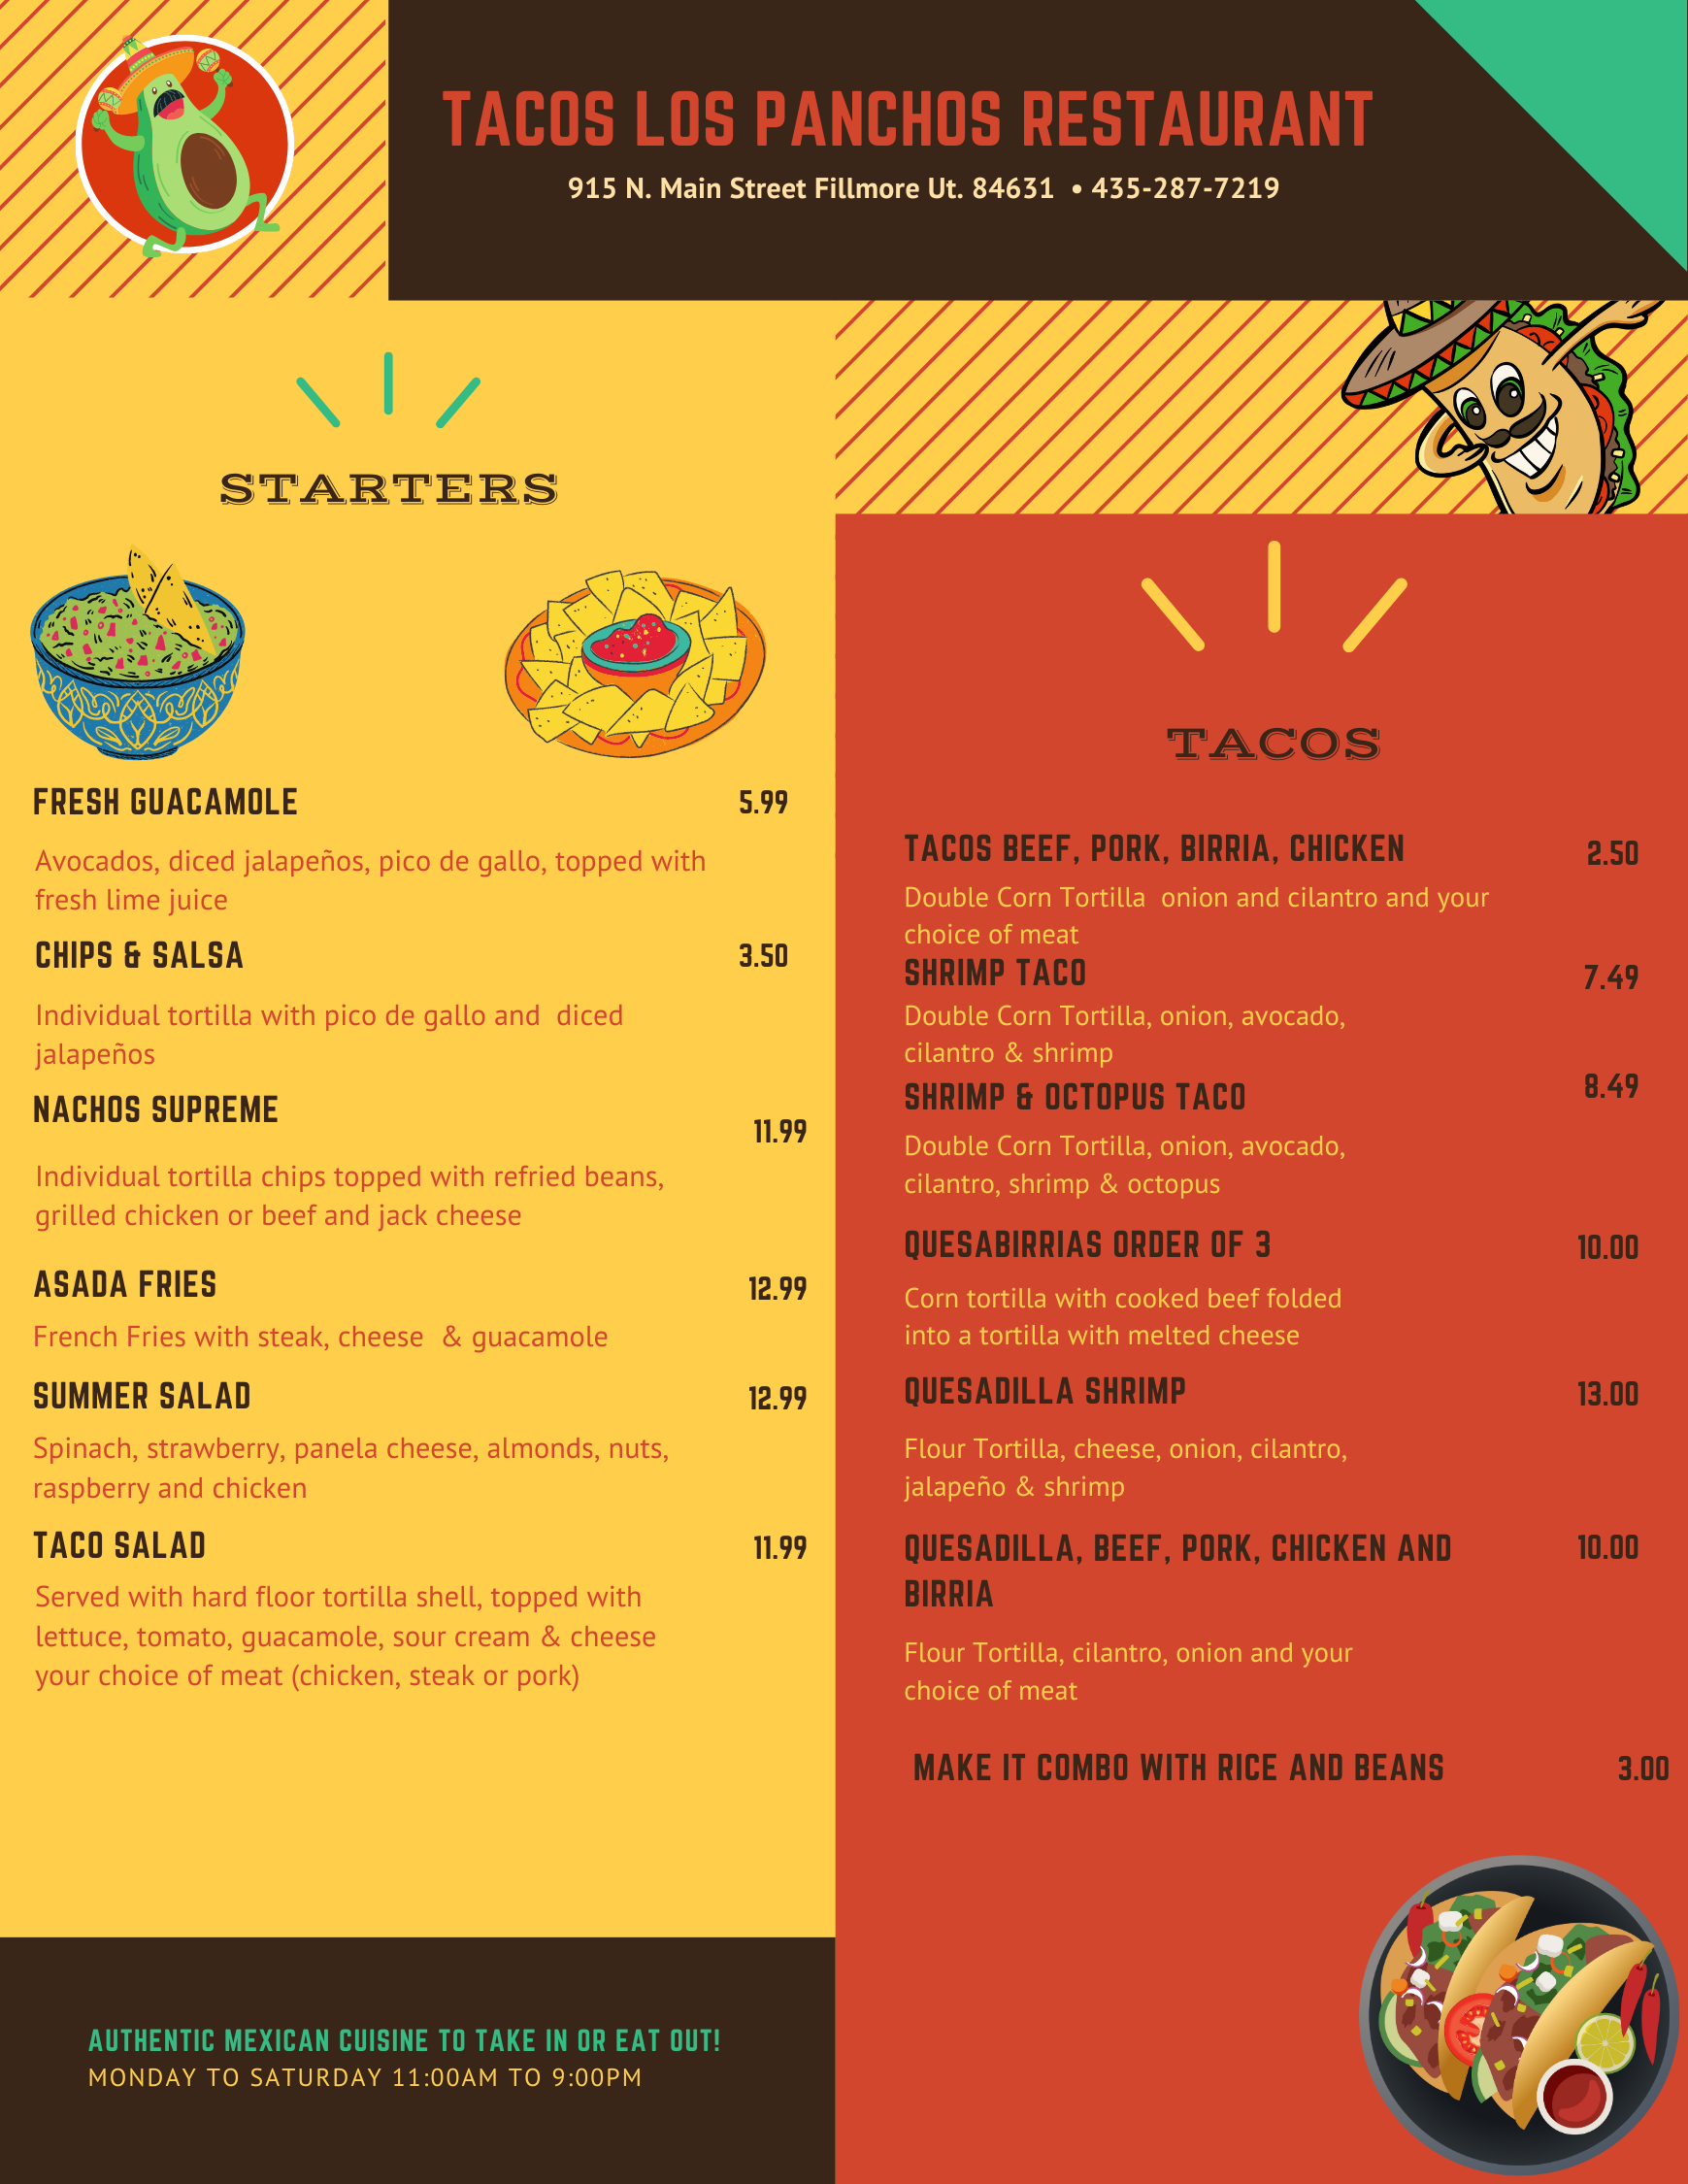 TACOS LOS PANCHOS RESTAURANT
915 N. Main Street Fillmore Ut. 84631 • 435-287-7219
STARTERS
FRESH GUACAMOLE 5.99
Avocados, diced jalapeños, pico de gallo, topped with
fresh lime juice
CHIPS & SALSA 3.50
Individual tortilla with pico de gallo and diced
jalapeños
NACHOS SUPREME 11.99
Individual tortilla chips topped with refried beans,
grilled chicken or beef and jack cheese
ASADA FRIES 12.99
French Fries with steak, cheese & guacamole
SUMMER SALAD 12.99
Spinach, strawberry, panela cheese, almonds, nuts,
raspberry and chicken
TACO SALAD 11.99
Served with hard floor tortilla shell, topped with
lettuce, tomato, guacamole, sour cream & cheese
your choice of meat (chicken, steak or pork)
AUTHENTIC MEXICAN CUISINE TO TAKE IN OR EAT OUT!
MONDAY TO SATURDAY 11:00AM TO 9:00PM
TACOS
TACOS BEEF, PORK, BIRRIA, CHICKEN 2.50
Double Corn Tortilla onion and cilantro and your
choice of meat
SHRIMP TACO 7.49
Double Corn Tortilla, onion, avocado,
cilantro & shrimp
SHRIMP & OCTOPUS TACO 8.49
Double Corn Tortilla, onion, avocado,
cilantro, shrimp & octopus
QUESABIRRIAS ORDER OF 3 10.00
Corn tortilla with cooked beef folded
into a tortilla with melted cheese
QUESADILLA SHRIMP 13.00
Flour Tortilla, cheese, onion, cilantro,
jalapeño & shrimp
QUESADILLA, BEEF, PORK, CHICKEN AND 10.00
BIRRIA
Flour Tortilla, cilantro, onion and your
choice of meat
MAKE IT COMBO WITH RICE AND BEANS 3.00